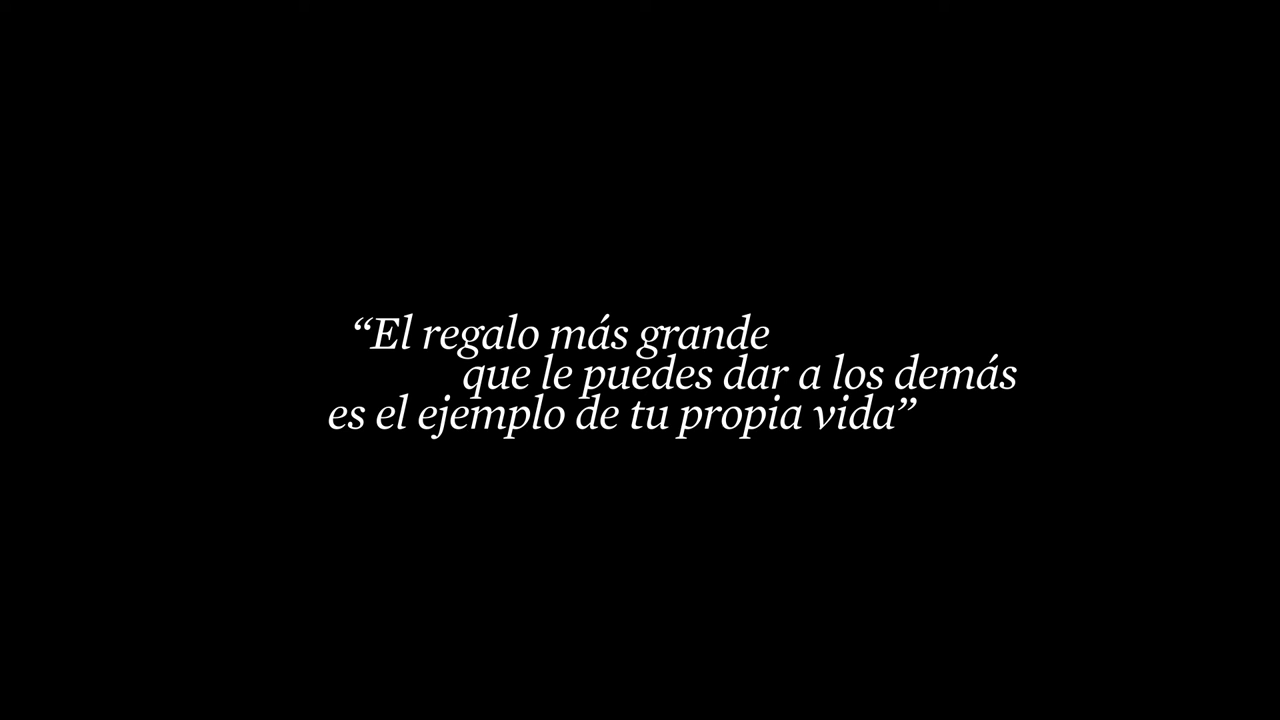 “El regalo más grande
que le puedes dar a los demás
es el ejemplo de tu propia vida”